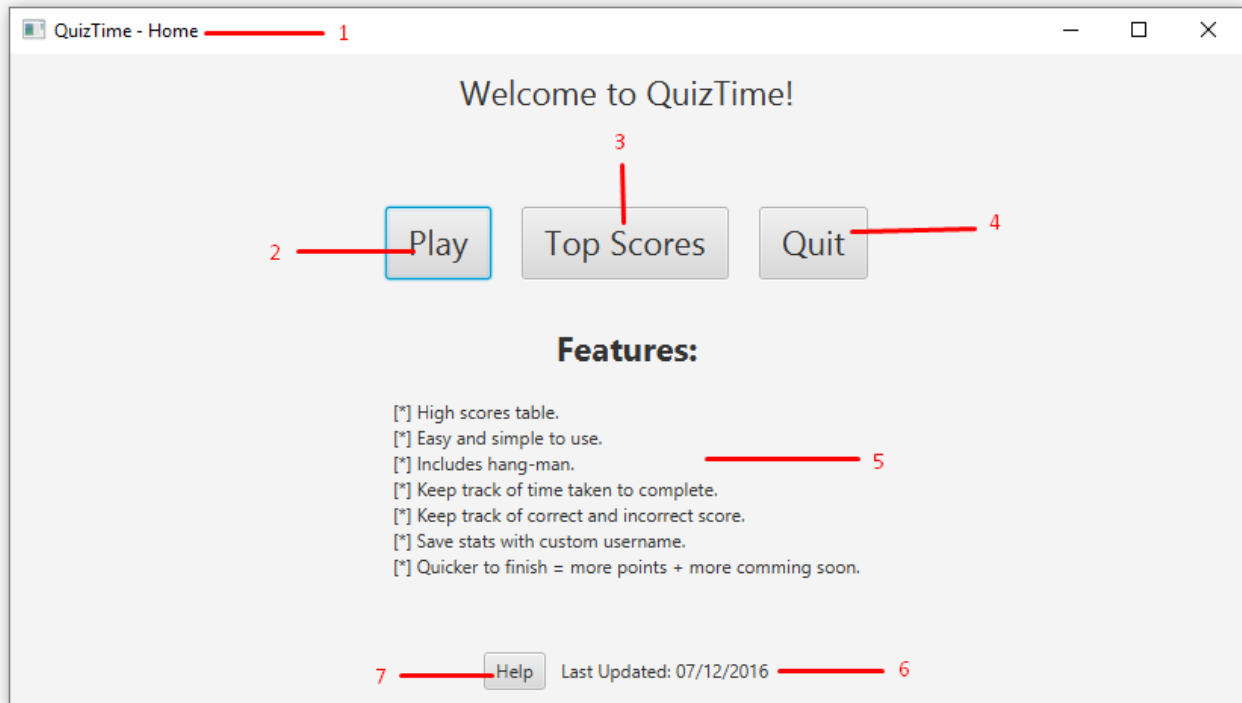 QuizTime - Home 1
Welcome to QuizTime!
3
2 Play Top Scores Quit 4
Features:
[*] High scores table.
[*] Easy and simple to use.
[*] Includes hang-man. 5
[*] Keep track of time taken to complete.
[*] Keep track of correct and incorrect score.
[*] Save stats with custom username.
[*] Quicker to finish = more points + more comming soon.
7 Help Last Updated: 07/12/2016 6